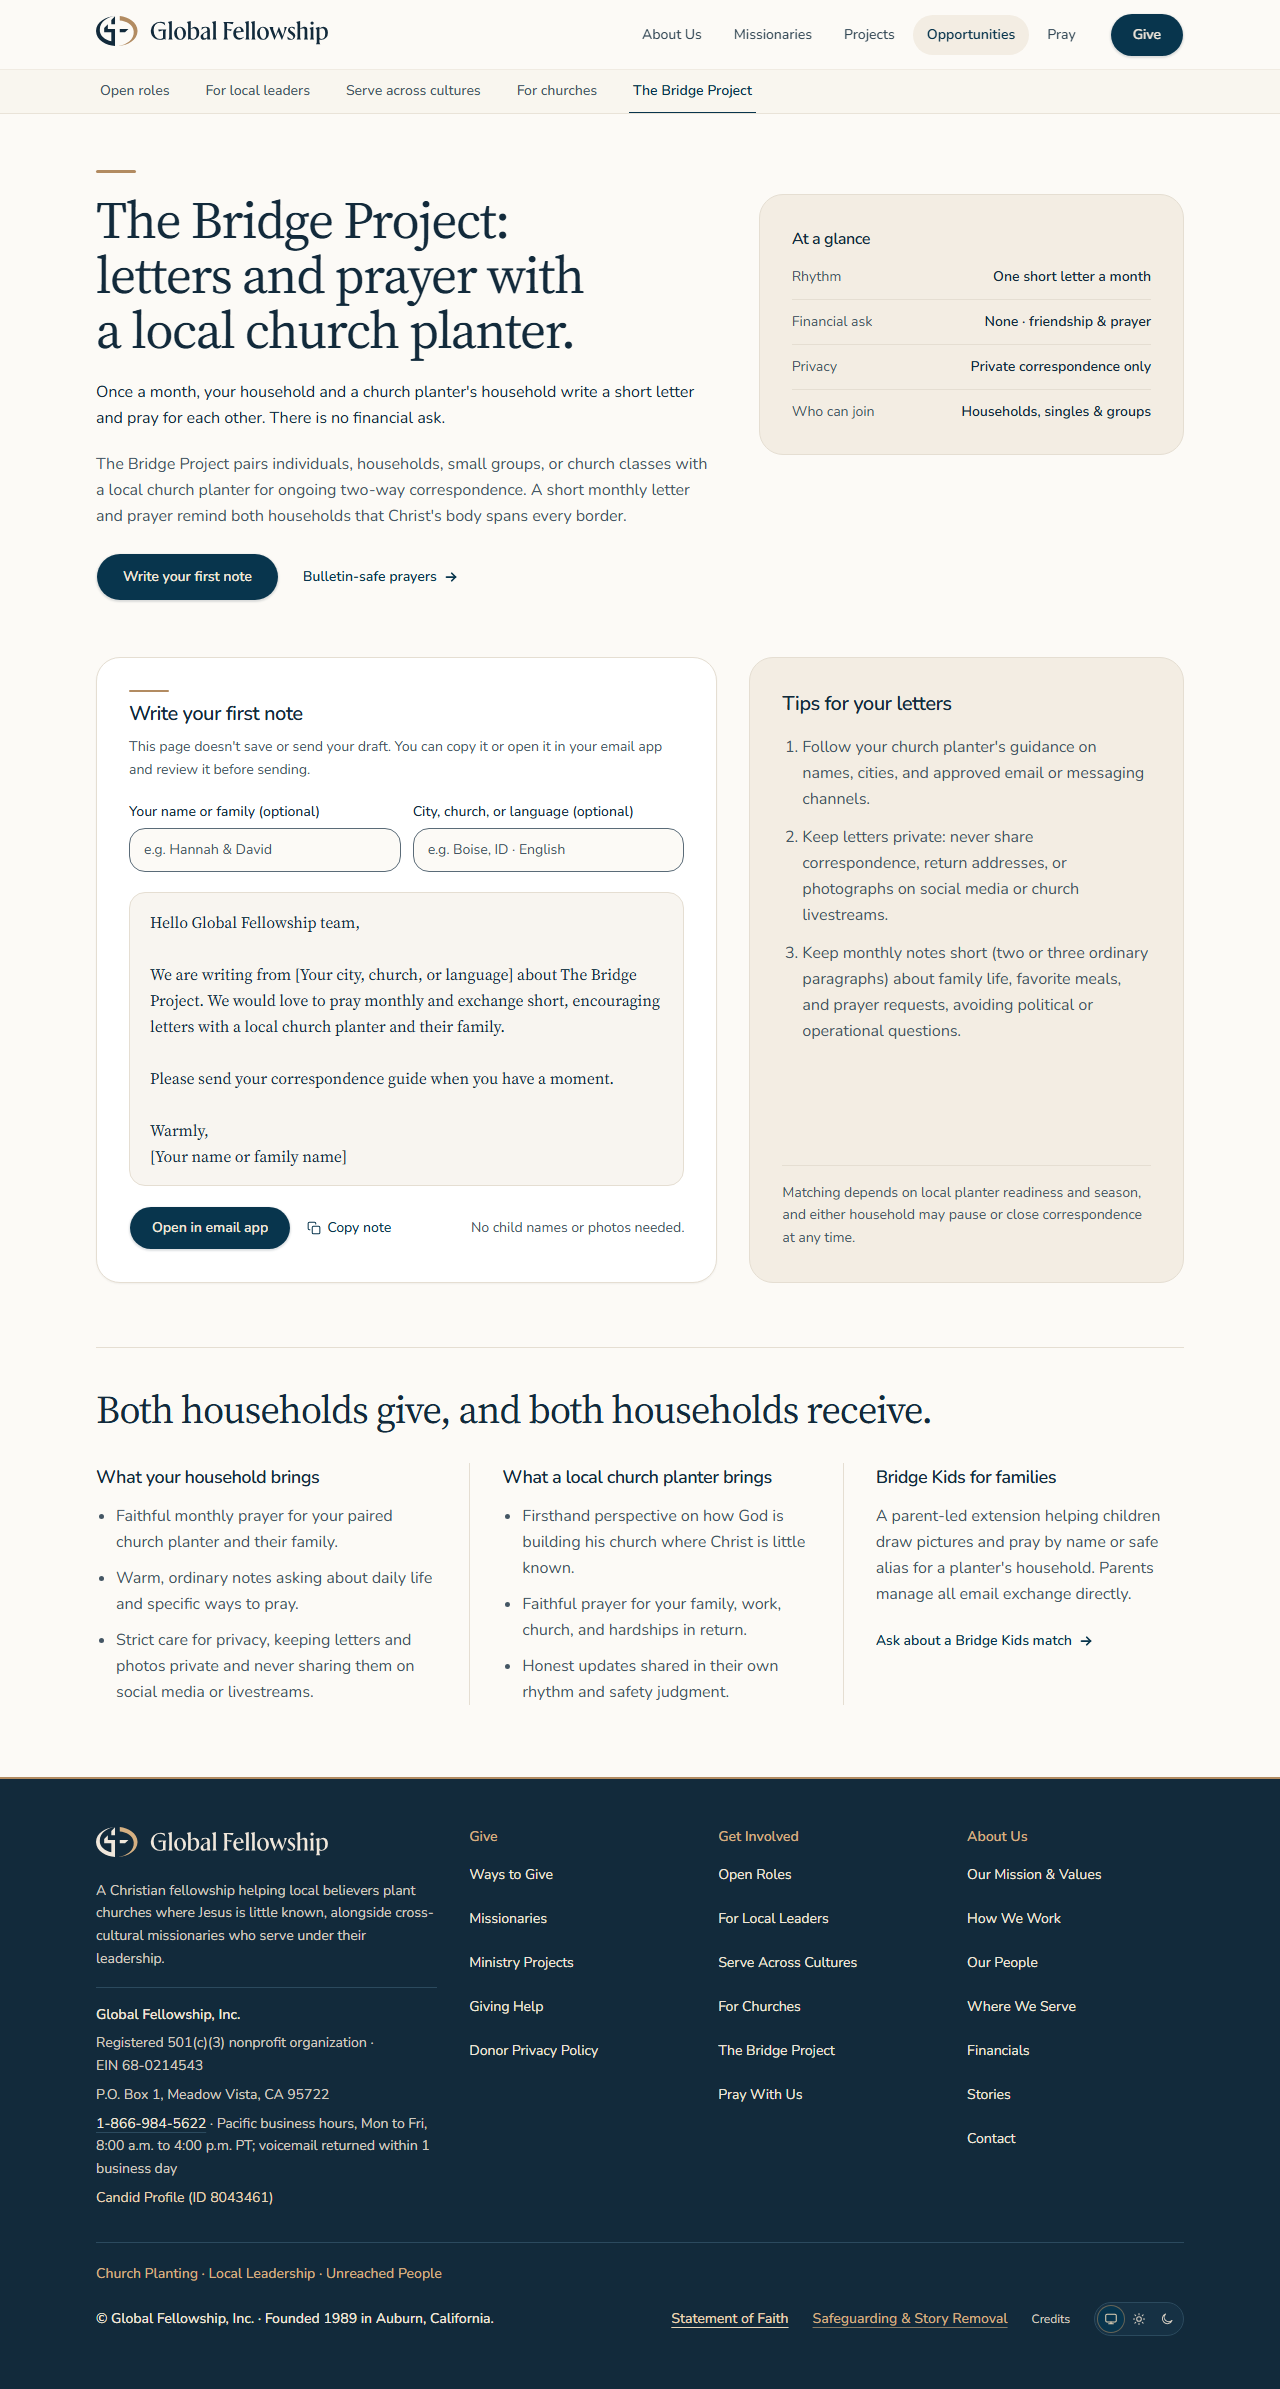 Global Fellowship
About Us
Missionaries
Projects
Opportunities
Pray
Give
Open roles
For local leaders
Serve across cultures
For churches
The Bridge Project
The Bridge Project:
letters and prayer with
a local church planter.
Once a month, your household and a church planter's household write a short letter
and pray for each other. There is no financial ask.
The Bridge Project pairs individuals, households, small groups, or church classes with
a local church planter for ongoing two-way correspondence. A short monthly letter
and prayer remind both households that Christ's body spans every border.
Write your first note
Bulletin-safe prayers →
At a glance
Rhythm
One short letter a month
Financial ask
None · friendship & prayer
Privacy
Private correspondence only
Who can join
Households, singles & groups
Write your first note
This page doesn't save or send your draft. You can copy it or open it in your email app
and review it before sending.
Your name or family (optional)
e.g. Hannah & David
City, church, or language (optional)
e.g. Boise, ID · English
Hello Global Fellowship team,
We are writing from [Your city, church, or language] about The Bridge
Project. We would love to pray monthly and exchange short, encouraging
letters with a local church planter and their family.
Please send your correspondence guide when you have a moment.
Warmly,
[Your name or family name]
Open in email app
Copy note
No child names or photos needed.
Tips for your letters
1. Follow your church planter's guidance on
names, cities, and approved email or messaging
channels.
2. Keep letters private: never share
correspondence, return addresses, or
photographs on social media or church
livestreams.
3. Keep monthly notes short (two or three ordinary
paragraphs) about family life, favorite meals,
and prayer requests, avoiding political or
operational questions.
Matching depends on local planter readiness and season,
and either household may pause or close correspondence
at any time.
Both households give, and both households receive.
What your household brings
• Faithful monthly prayer for your paired
church planter and their family.
• Warm, ordinary notes asking about daily life
and specific ways to pray.
• Strict care for privacy, keeping letters and
photos private and never sharing them on
social media or livestreams.
What a local church planter brings
• Firsthand perspective on how God is
building his church where Christ is little
known.
• Faithful prayer for your family, work,
church, and hardships in return.
• Honest updates shared in their own
rhythm and safety judgment.
Bridge Kids for families
A parent-led extension helping children
draw pictures and pray by name or safe
alias for a planter's household. Parents
manage all email exchange directly.
Ask about a Bridge Kids match →
Global Fellowship
A Christian fellowship helping local believers plant
churches where Jesus is little known, alongside cross-
cultural missionaries who serve under their
leadership.
Global Fellowship, Inc.
Registered 501(c)(3) nonprofit organization ·
EIN 68-0214543
P.O. Box 1, Meadow Vista, CA 95722
1-866-984-5622 · Pacific business hours, Mon to Fri,
8:00 a.m. to 4:00 p.m. PT; voicemail returned within 1
business day
Candid Profile (ID 8043461)
Give
Ways to Give
Missionaries
Ministry Projects
Giving Help
Donor Privacy Policy
Get Involved
Open Roles
For Local Leaders
Serve Across Cultures
For Churches
The Bridge Project
Pray With Us
About Us
Our Mission & Values
How We Work
Our People
Where We Serve
Financials
Stories
Contact
Church Planting · Local Leadership · Unreached People
© Global Fellowship, Inc. · Founded 1989 in Auburn, California.
Statement of Faith
Safeguarding & Story Removal
Credits